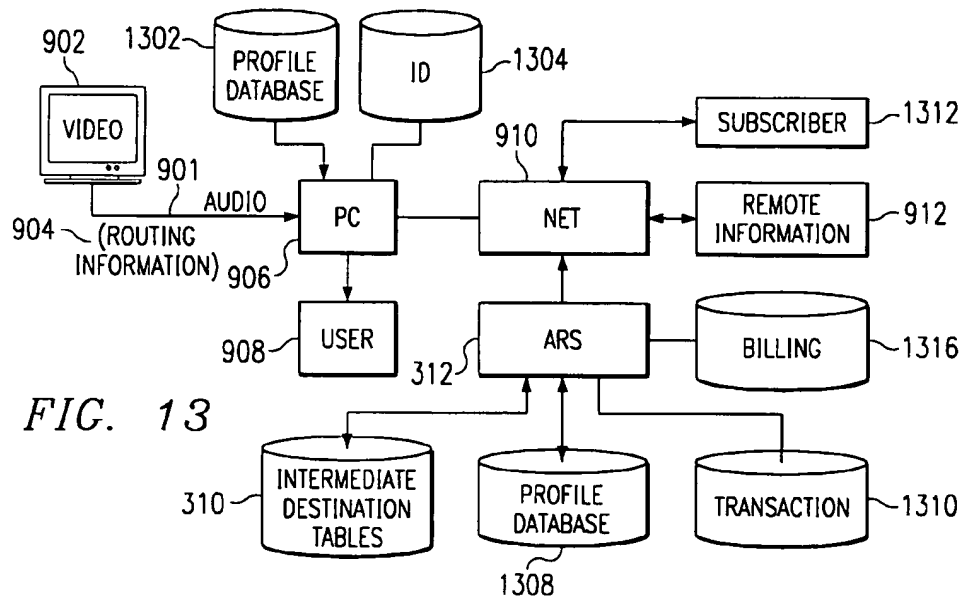 902
1302
PROFILE
DATABASE
ID
1304
VIDEO
901
AUDIO
904
(ROUTING
INFORMATION)
PC
906
910
NET
SUBSCRIBER
1312
REMOTE
INFORMATION
912
USER
908
ARS
312
BILLING
1316
FIG. 13
310
INTERMEDIATE
DESTINATION
TABLES
PROFILE
DATABASE
1308
TRANSACTION
1310